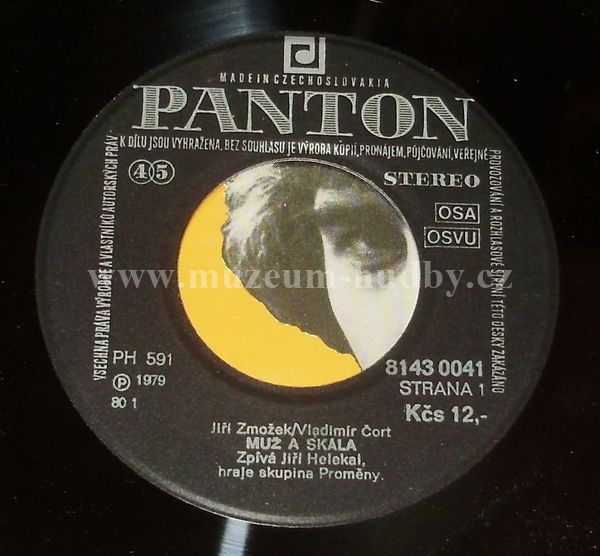 MADE IN CZECHOSLOVAKIA
PANTON
VŠECHNA PRÁVA VÝROBCE A VLASTNÍKŮ AUTORSKÝCH PRÁV K DÍLU JSOU VYHRAŽENA. BEZ SOUHLASU JE VÝROBA KOPIÍ, PRONÁJEM, PŮJČOVÁNÍ, VEŘEJNÉ PROVOZOVÁNÍ A ROZHLASOVÉ ŠÍŘENÍ TÉTO DESKY ZAKÁZÁNO
45
STEREO
OSA
OSVU
www.muzeum-hudby.cz
PH 591
8143 0041
Ⓟ 1979
STRANA 1
80 1
Kčs 12,-
Jiří Zmožek/Vladimír Čort
MUŽ A SKÁLA
Zpívá Jiří Helekal,
hraje skupina Proměny.